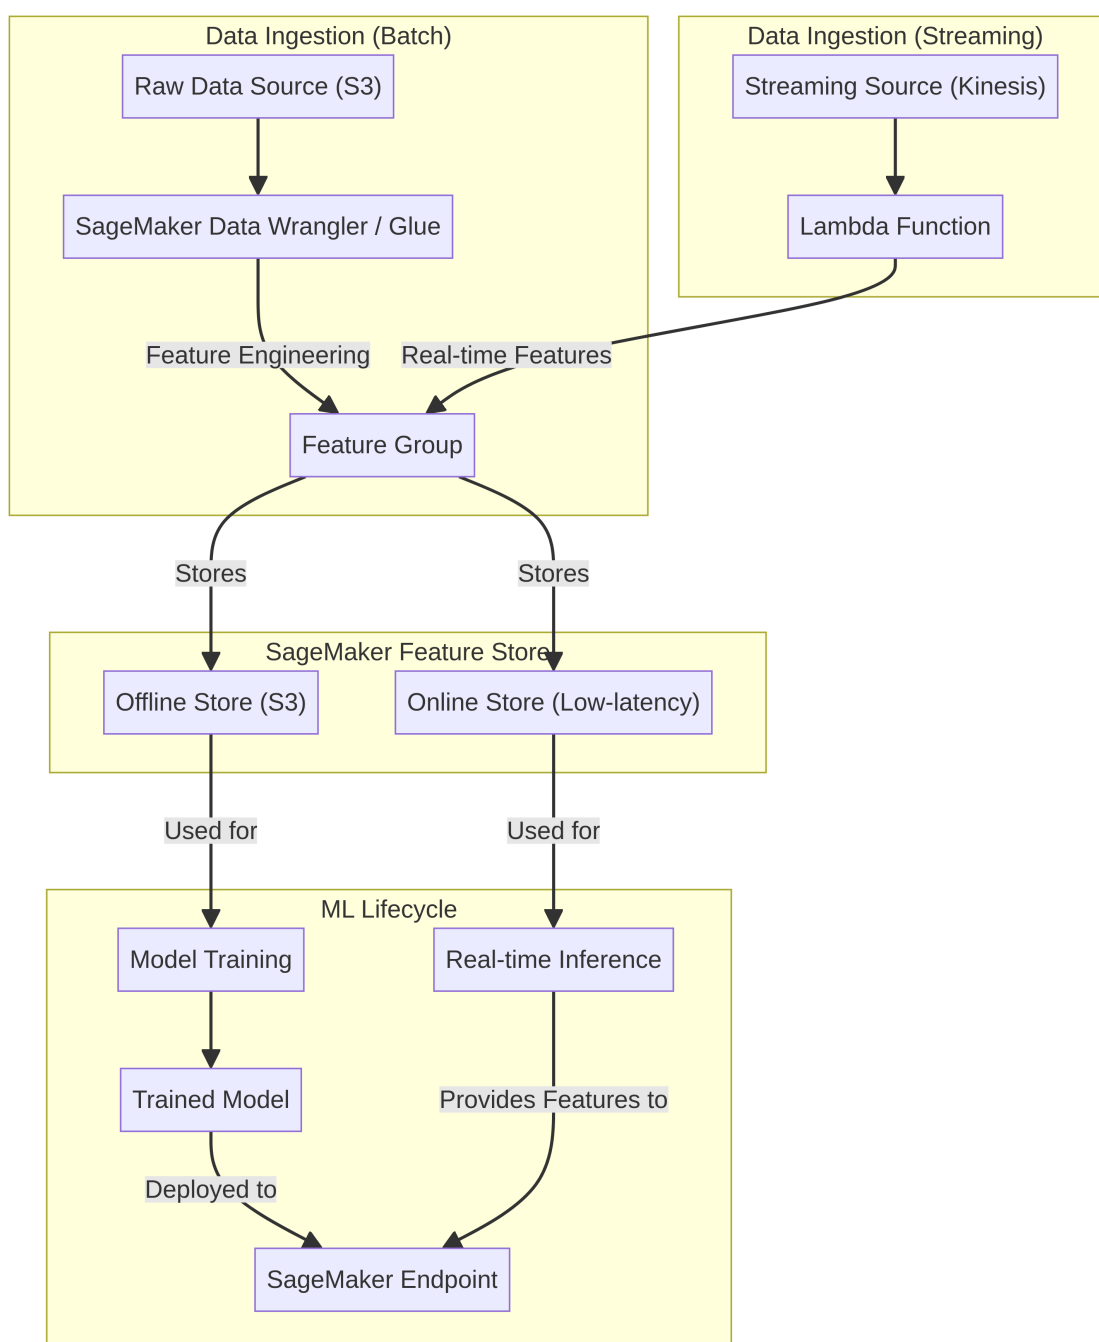 Data Ingestion (Batch)
Data Ingestion (Streaming)
Raw Data Source (S3)
Streaming Source (Kinesis)
SageMaker Data Wrangler / Glue
Lambda Function
Feature Engineering
Real-time Features
Feature Group
Stores
Stores
SageMaker Feature Store
Offline Store (S3)
Online Store (Low-latency)
Used for
Used for
ML Lifecycle
Model Training
Real-time Inference
Trained Model
Provides Features to
Deployed to
SageMaker Endpoint